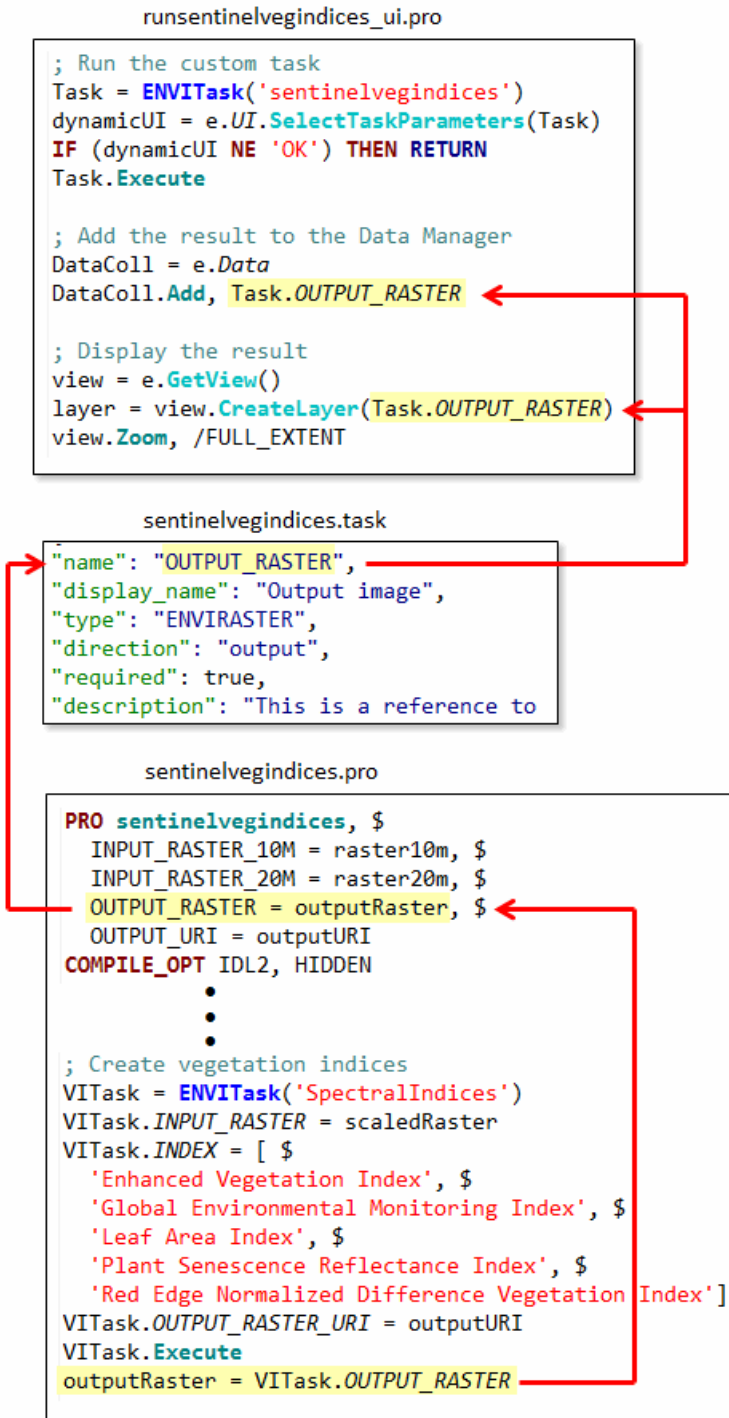 runsentinelvegindices_ui.pro
; Run the custom task
Task = ENVITask('sentinelvegindices')
dynamicUI = e.UI.SelectTaskParameters(Task)
IF (dynamicUI NE 'OK') THEN RETURN
Task.Execute
; Add the result to the Data Manager
DataColl = e.Data
DataColl.Add, Task.OUTPUT_RASTER
; Display the result
view = e.GetView()
layer = view.CreateLayer(Task.OUTPUT_RASTER)
view.Zoom, /FULL_EXTENT
sentinelvegindices.task
"name": "OUTPUT_RASTER",
"display_name": "Output image",
"type": "ENVIRASTER",
"direction": "output",
"required": true,
"description": "This is a reference to
sentinelvegindices.pro
PRO sentinelvegindices, $
INPUT_RASTER_10M = raster10m, $
INPUT_RASTER_20M = raster20m, $
OUTPUT_RASTER = outputRaster, $
OUTPUT_URI = outputURI
COMPILE_OPT IDL2, HIDDEN
; Create vegetation indices
VITask = ENVITask('SpectralIndices')
VITask.INPUT_RASTER = scaledRaster
VITask.INDEX = [ $
'Enhanced Vegetation Index', $
'Global Environmental Monitoring Index', $
'Leaf Area Index', $
'Plant Senescence Reflectance Index', $
'Red Edge Normalized Difference Vegetation Index']
VITask.OUTPUT_RASTER_URI = outputURI
VITask.Execute
outputRaster = VITask.OUTPUT_RASTER